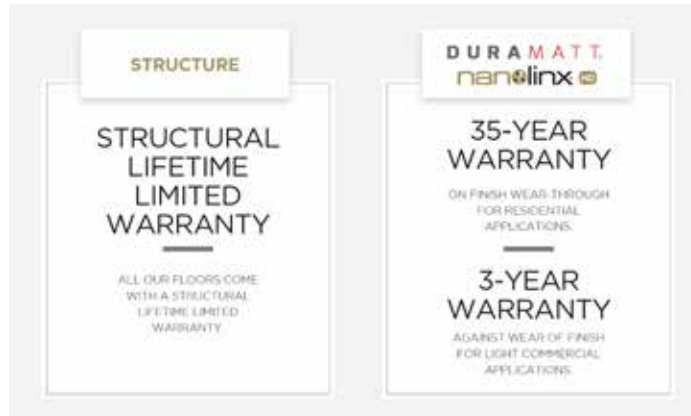 STRUCTURE
STRUCTURAL
LIFETIME
LIMITED
WARRANTY
ALL OUR FLOORS COME
WITH A STRUCTURAL
LIFETIME LIMITED
WARRANTY
DURAMATT.
nanolinx HD
35-YEAR
WARRANTY
ON FINISH WEAR-THROUGH
FOR RESIDENTIAL
APPLICATIONS.
3-YEAR
WARRANTY
AGAINST WEAR OF FINISH
FOR LIGHT COMMERCIAL
APPLICATIONS.